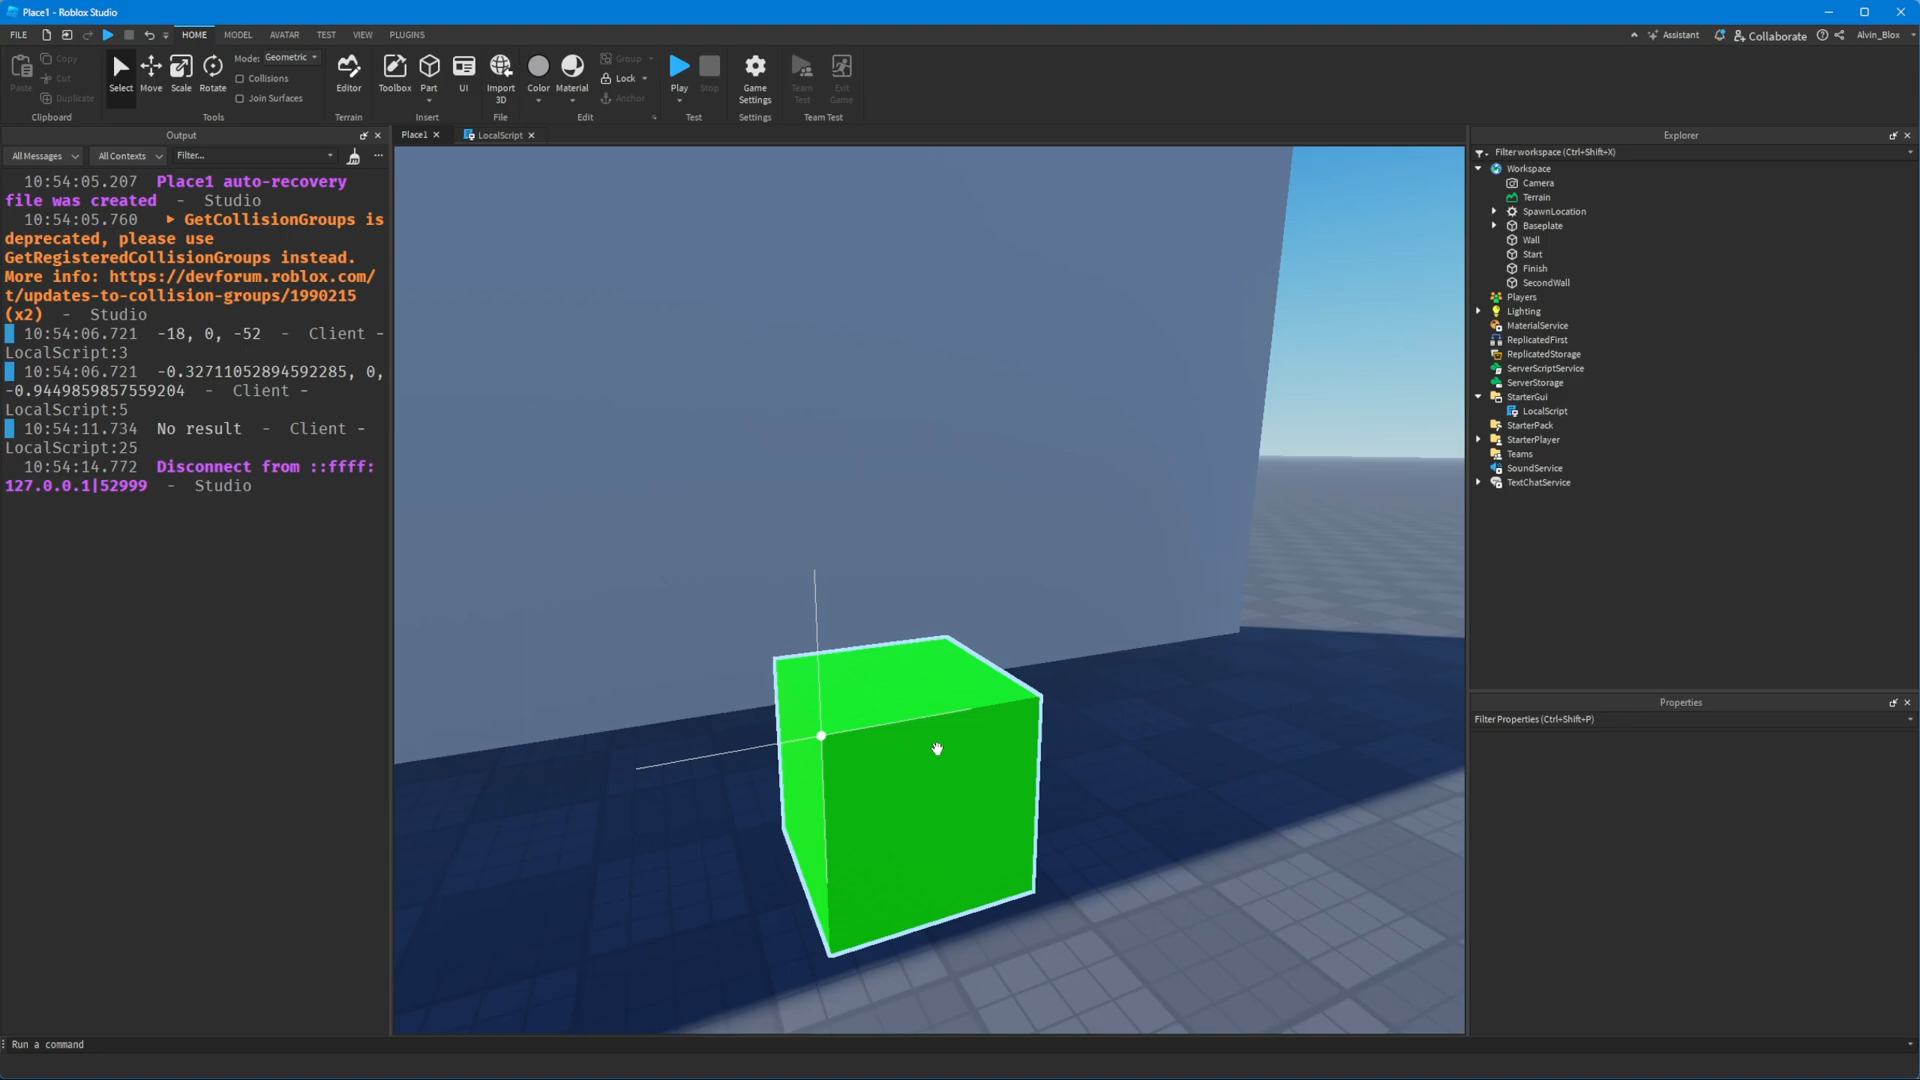 Place1 - Roblox Studio
FILE HOME MODEL AVATAR TEST VIEW PLUGINS
Assistant Collaborate Alvin_Blox
Paste Copy Cut Duplicate
Clipboard
Select Move Scale Rotate
Mode: Geometric
Collisions
Join Surfaces
Tools
Editor
Terrain
Toolbox Part UI
Insert
Import
3D
File
Color Material
Group
Lock
Anchor
Edit
Play Stop
Test
Game
Settings
Settings
Team
Test
Exit
Game
Team Test
Output
All Messages All Contexts Filter...
10:54:05.207 Place1 auto-recovery
file was created - Studio
10:54:05.760 ▶ GetCollisionGroups is
deprecated, please use
GetRegisteredCollisionGroups instead.
More info: https://devforum.roblox.com/
t/updates-to-collision-groups/1990215
(x2) - Studio
10:54:06.721 -18, 0, -52 - Client -
LocalScript:3
10:54:06.721 -0.32711052894592285, 0,
-0.9449859857559204 - Client -
LocalScript:5
10:54:11.734 No result - Client -
LocalScript:25
10:54:14.772 Disconnect from ::ffff:
127.0.0.1|52999 - Studio
Place1 LocalScript
Explorer
Filter workspace (Ctrl+Shift+X)
Workspace
Camera
Terrain
SpawnLocation
Baseplate
Wall
Start
Finish
SecondWall
Players
Lighting
MaterialService
ReplicatedFirst
ReplicatedStorage
ServerScriptService
ServerStorage
StarterGui
LocalScript
StarterPack
StarterPlayer
Teams
SoundService
TextChatService
Properties
Filter Properties (Ctrl+Shift+P)
Run a command